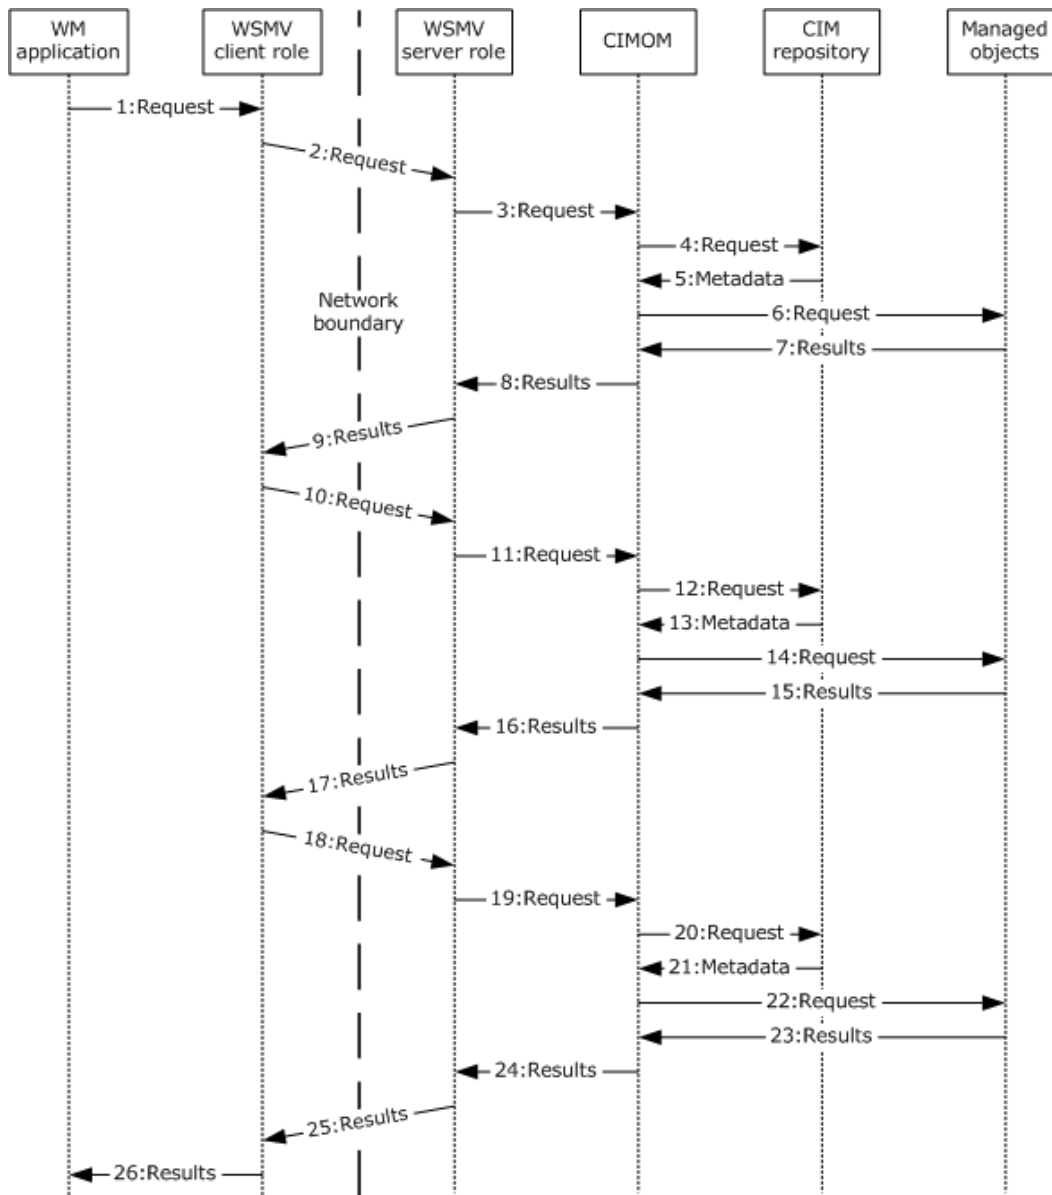 WM
application
WSMV
client role
WSMV
server role
CIMOM
CIM
repository
Managed
objects
1:Request
2:Request
3:Request
4:Request
5:Metadata
Network
boundary
6:Request
7:Results
8:Results
9:Results
10:Request
11:Request
12:Request
13:Metadata
14:Request
15:Results
16:Results
17:Results
18:Request
19:Request
20:Request
21:Metadata
22:Request
23:Results
24:Results
25:Results
26:Results